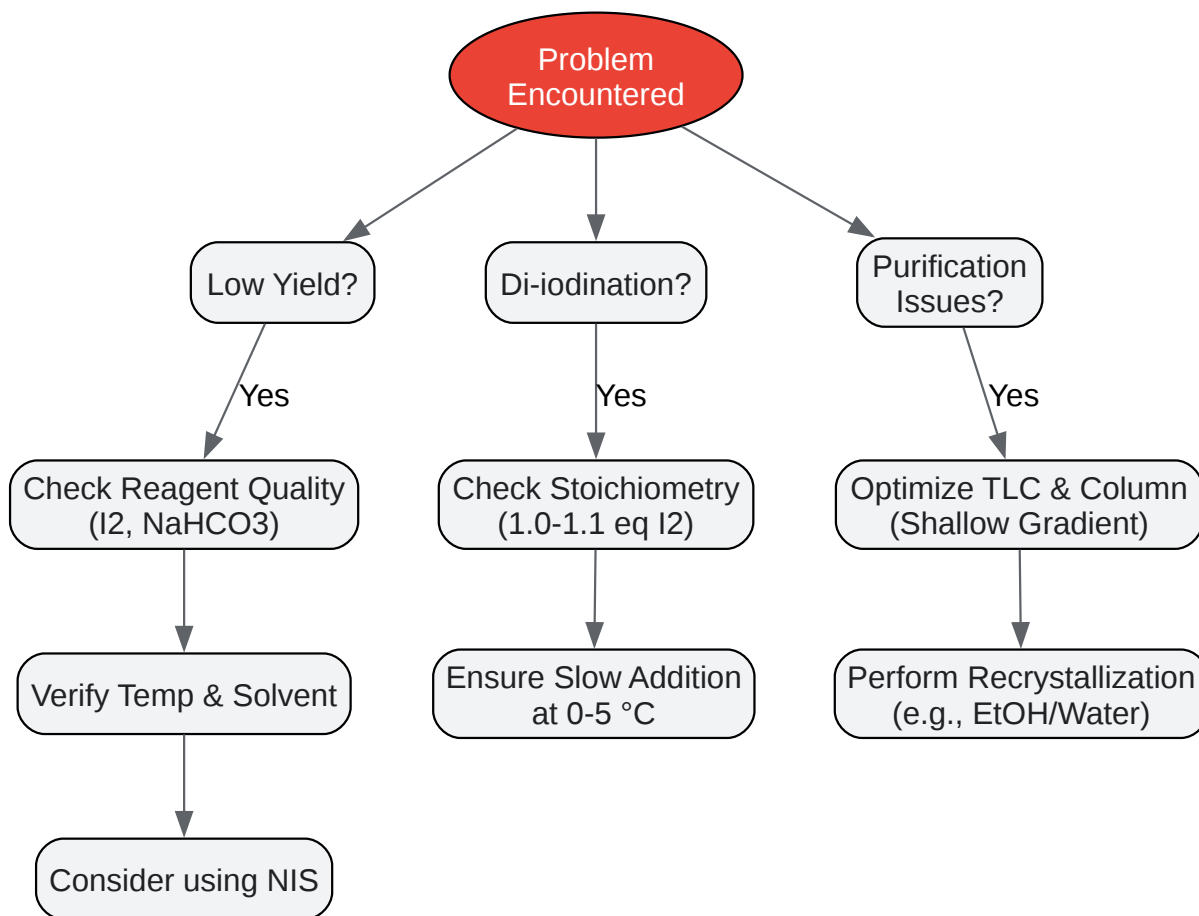 Problem
Encountered
Low Yield?
Di-iodination?
Purification
Issues?
Yes
Yes
Yes
Check Reagent Quality
(I2, NaHCO3)
Check Stoichiometry
(1.0-1.1 eq I2)
Optimize TLC & Column
(Shallow Gradient)
Verify Temp & Solvent
Ensure Slow Addition
at 0-5 °C
Perform Recrystallization
(e.g., EtOH/Water)
Consider using NIS